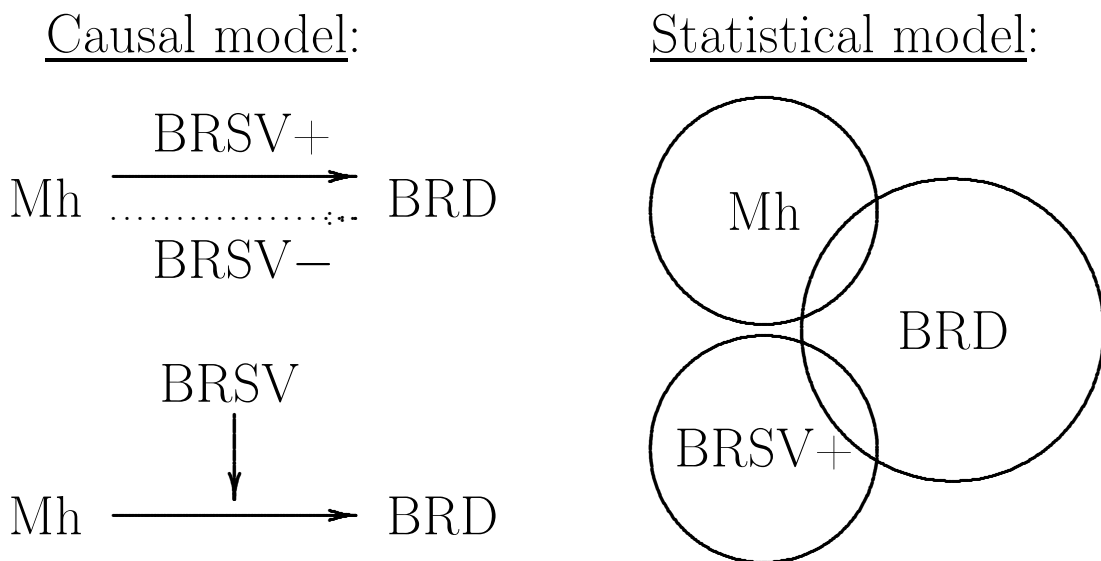 Causal model:
BRSV+
Mh BRD
BRSV−
BRSV
Mh BRD
Statistical model:
Mh
BRD
BRSV+